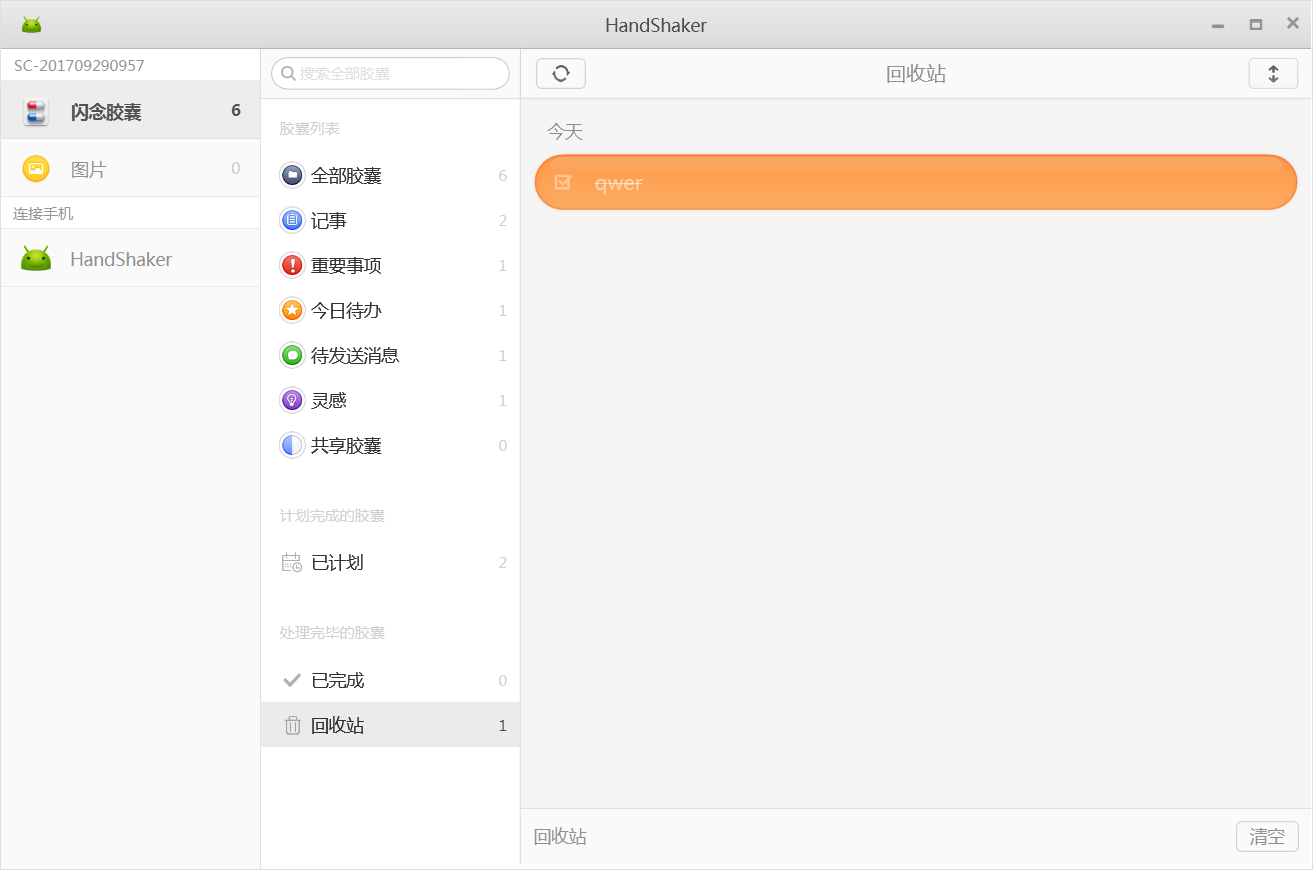 HandShaker
SC-201709290957
闪念胶囊 6
图片 0
连接手机
HandShaker
搜索全部胶囊
胶囊列表
全部胶囊 6
记事 2
重要事项 1
今日待办 1
待发送消息 1
灵感 1
共享胶囊 0
计划完成的胶囊
已计划 2
处理完毕的胶囊
已完成 0
回收站 1
回收站
今天
qwer
回收站
清空